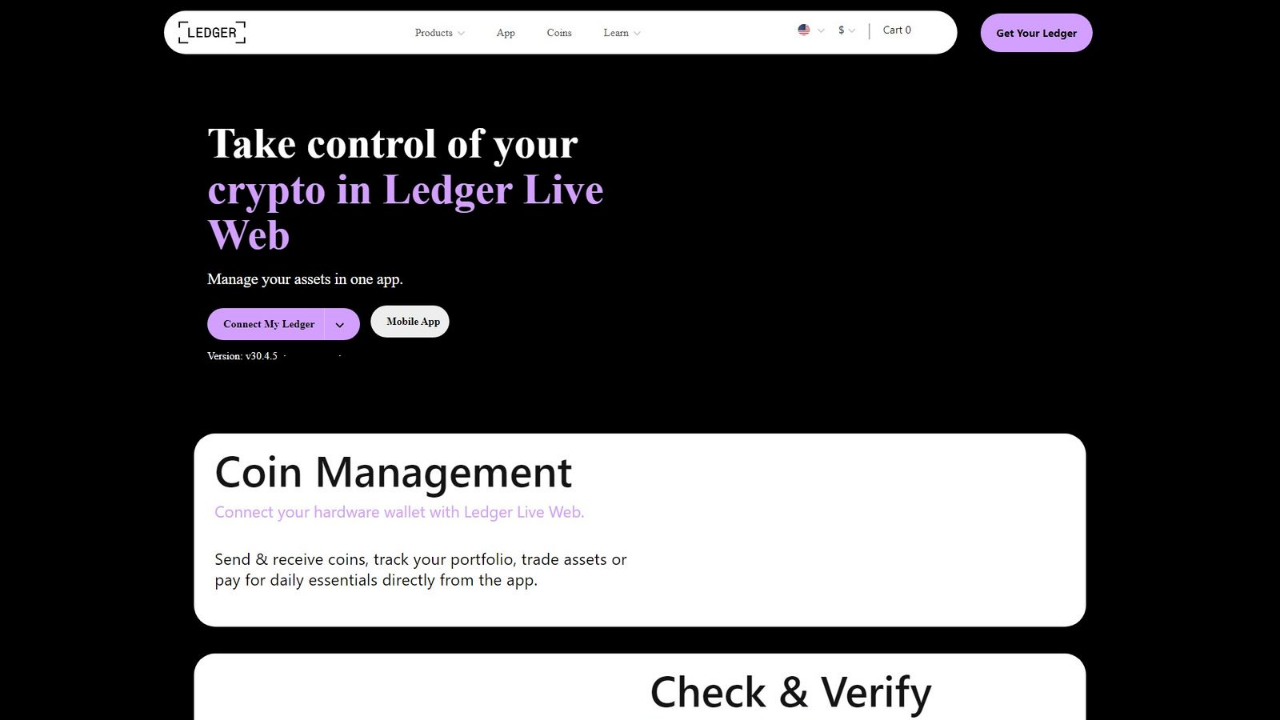 LEDGER
Products
App
Coins
Learn
$
Cart 0
Get Your Ledger
Take control of your
crypto in Ledger Live
Web
Manage your assets in one app.
Connect My Ledger
Mobile App
Version: v30.4.5 · ·
Coin Management
Connect your hardware wallet with Ledger Live Web.
Send & receive coins, track your portfolio, trade assets or
pay for daily essentials directly from the app.
Check & Verify